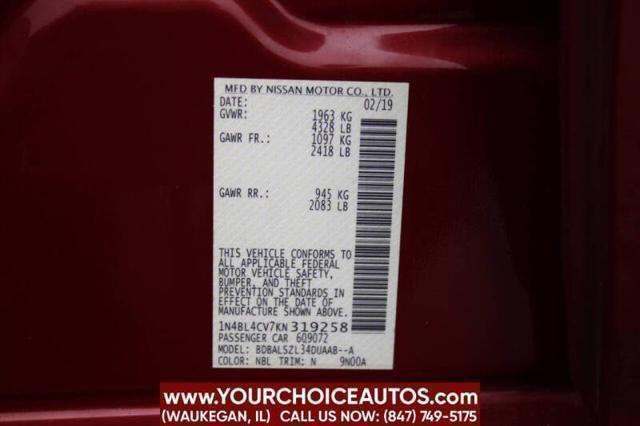 MFD BY NISSAN MOTOR CO., LTD.
DATE: 02/19
GVWR: 1963 KG
4328 LB
GAWR FR.: 1097 KG
2418 LB
GAWR RR.: 945 KG
2083 LB
THIS VEHICLE CONFORMS TO
ALL APPLICABLE FEDERAL
MOTOR VEHICLE SAFETY,
BUMPER, AND THEFT
PREVENTION STANDARDS IN
EFFECT ON THE DATE OF
MANUFACTURE SHOWN ABOVE.
1N4BL4CV7KN319258
PASSENGER CAR 609072
MODEL: BDBALSZL34DUAAB--A
COLOR: NBL TRIM: N 9N00A
WWW.YOURCHOICEAUTOS.COM
(WAUKEGAN, IL) CALL US NOW: (847) 749-5175